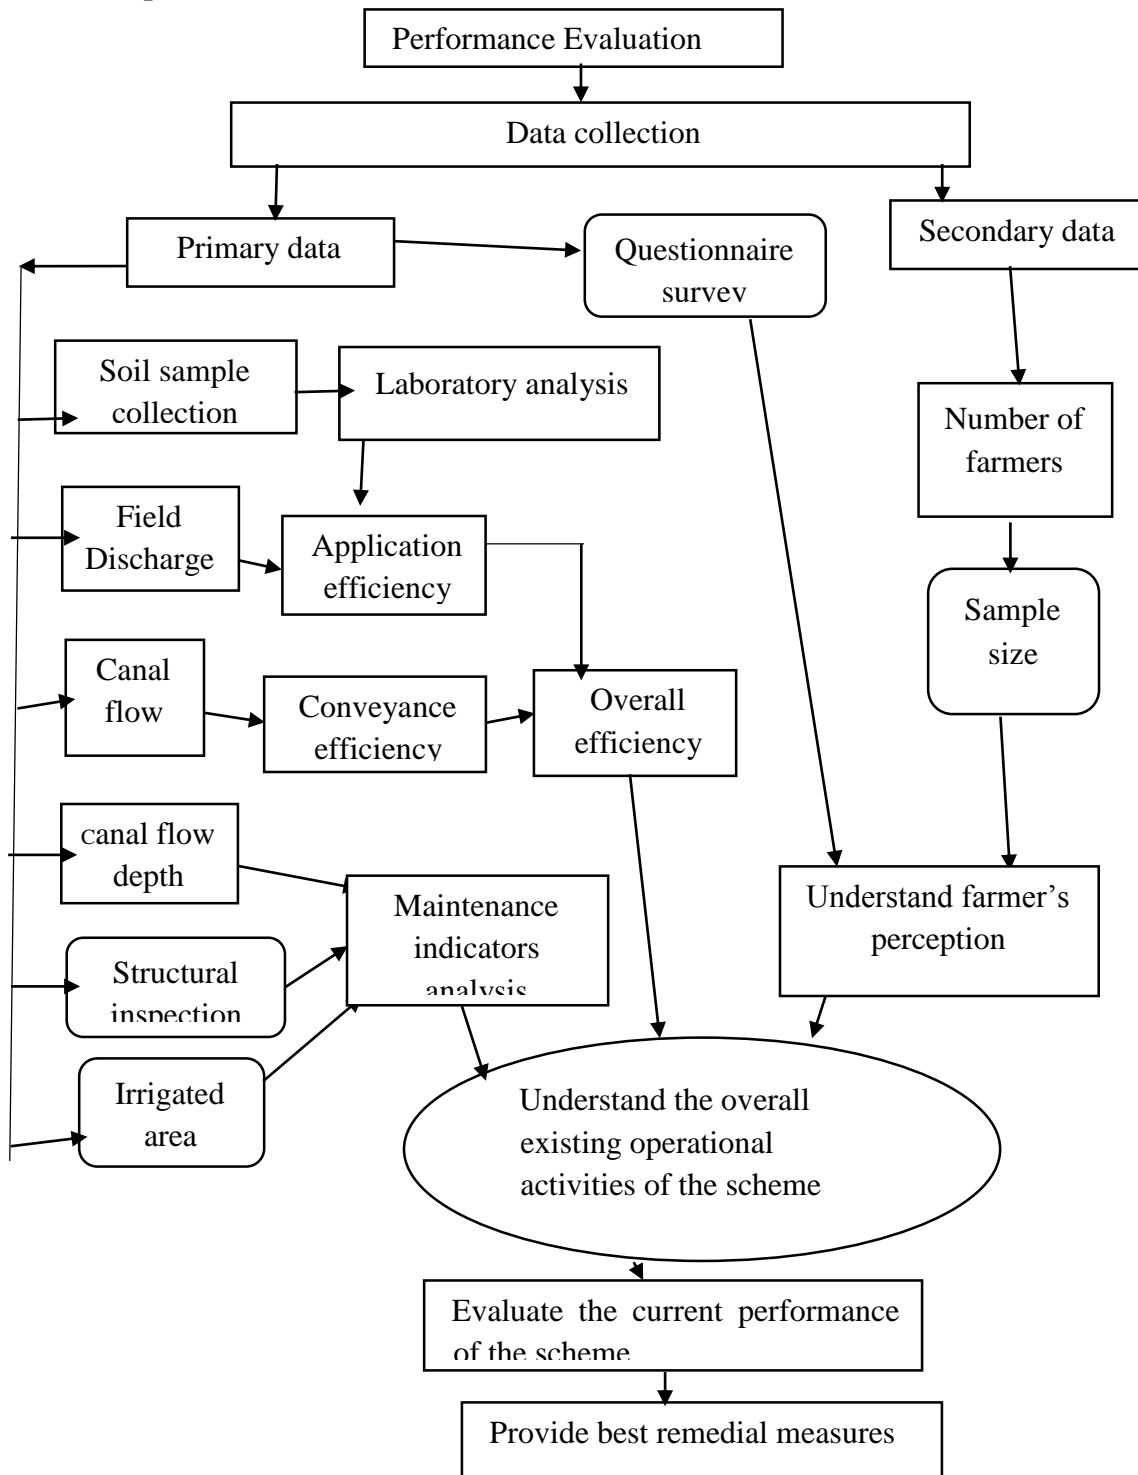 Performance Evaluation
Data collection
Primary data
Questionnaire
survey
Secondary data
Soil sample
collection
Laboratory analysis
Number of
farmers
Field
Discharge
Application
efficiency
Sample
size
Canal
flow
Conveyance
efficiency
Overall
efficiency
canal flow
depth
Maintenance
indicators
analysis
Understand farmer’s
perception
Structural
inspection
Irrigated
area
Understand the overall
existing operational
activities of the scheme
Evaluate the current performance
of the scheme
Provide best remedial measures